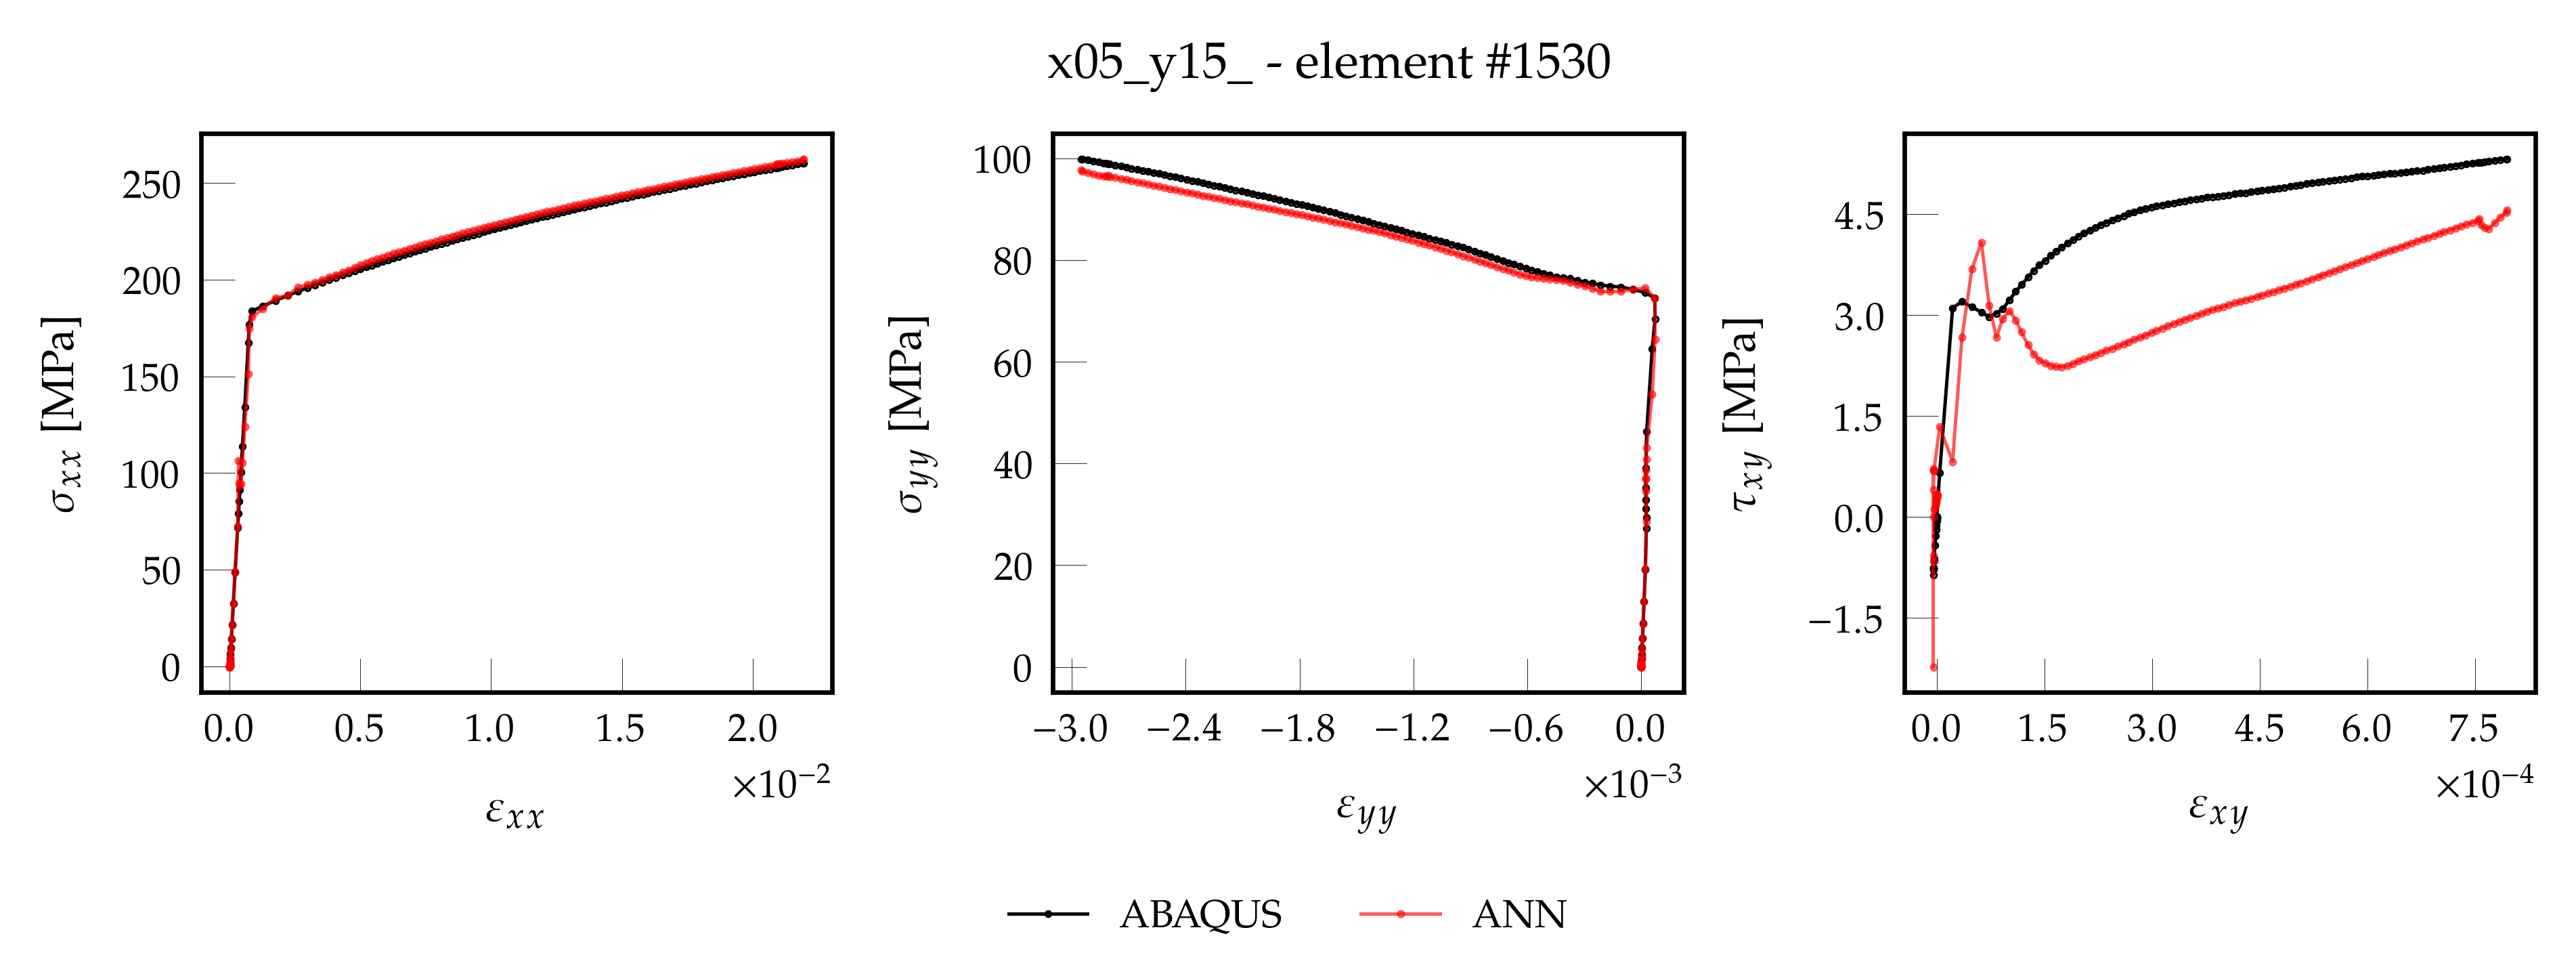 x05_y15_ - element #1530
σxx [MPa]
250
200
150
100
50
0
0.0 0.5 1.0 1.5 2.0
×10−2
εxx
σyy [MPa]
100
80
60
40
20
0
−3.0 −2.4 −1.8 −1.2 −0.6 0.0
×10−3
εyy
τxy [MPa]
4.5
3.0
1.5
0.0
−1.5
0.0 1.5 3.0 4.5 6.0 7.5
×10−4
εxy
ABAQUS ANN